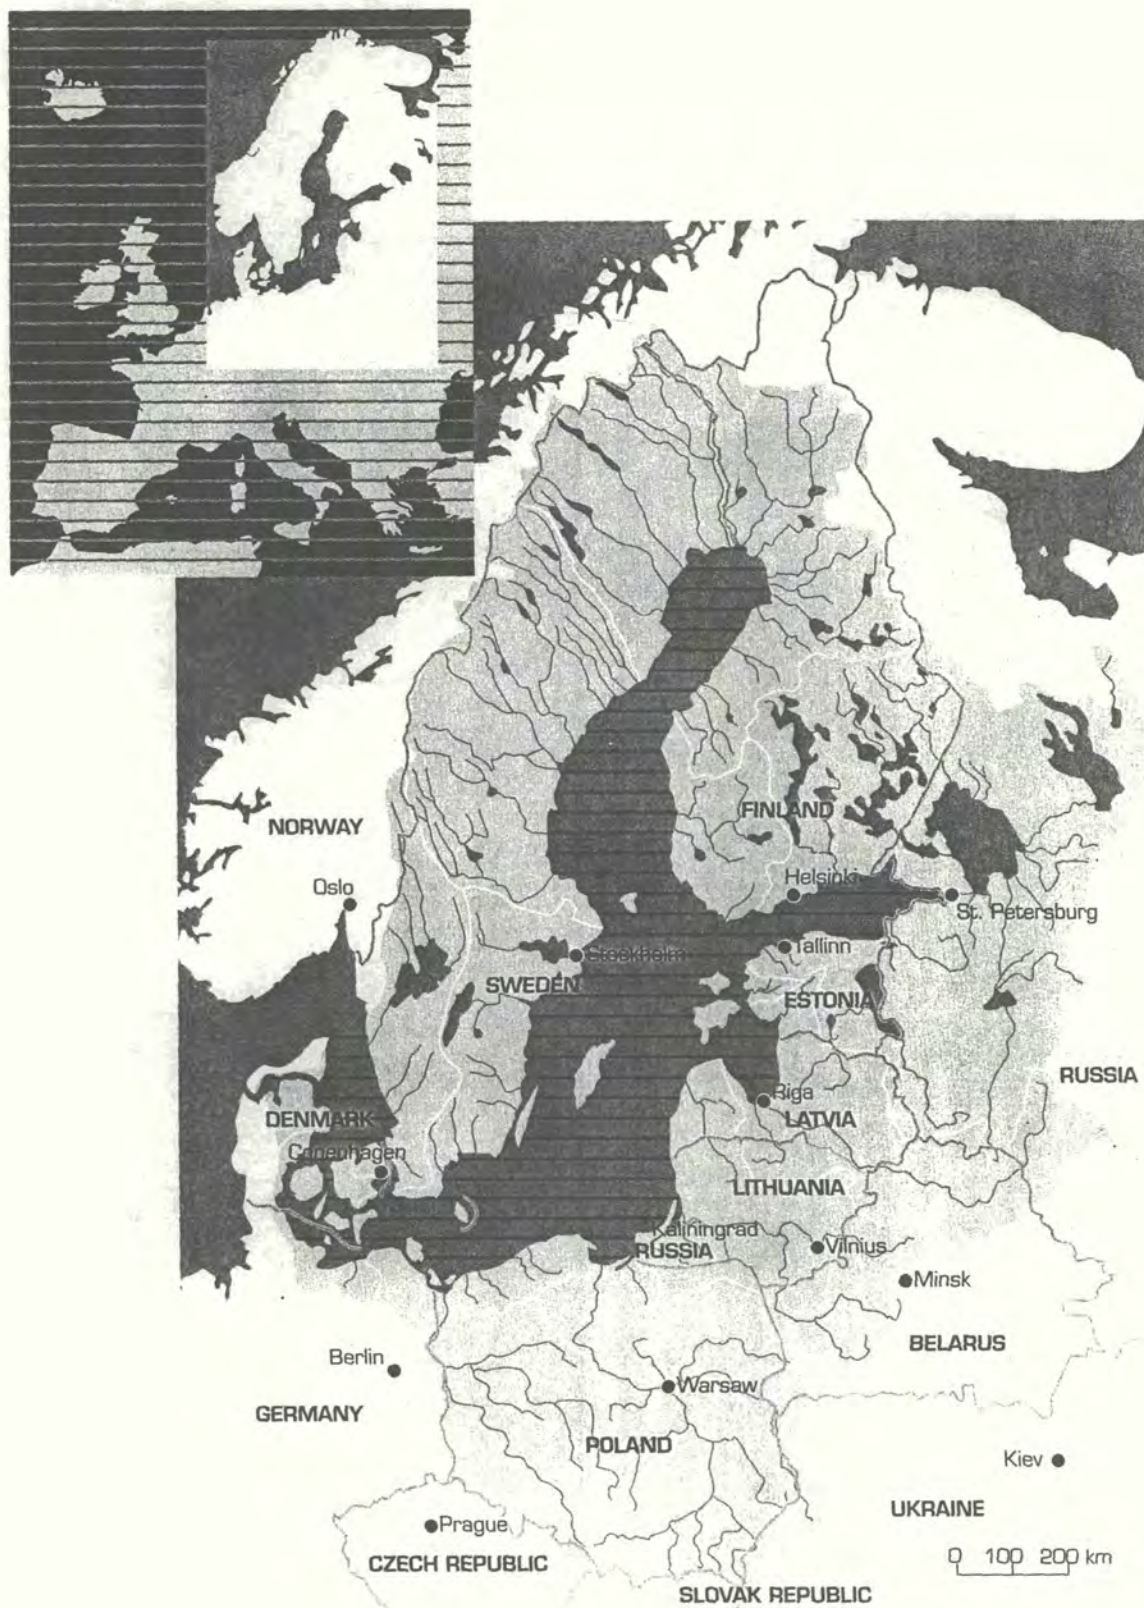 FINLAND
NORWAY
Oslo
Helsinki
St. Petersburg
Stockholm
Tallinn
SWEDEN
ESTONIA
RUSSIA
Riga
LATVIA
DENMARK
Copenhagen
LITHUANIA
Kaliningrad
RUSSIA
Vilnius
Minsk
BELARUS
Berlin
Warsaw
GERMANY
POLAND
Kiev
UKRAINE
Prague
CZECH REPUBLIC
0 100 200 km
SLOVAK REPUBLIC